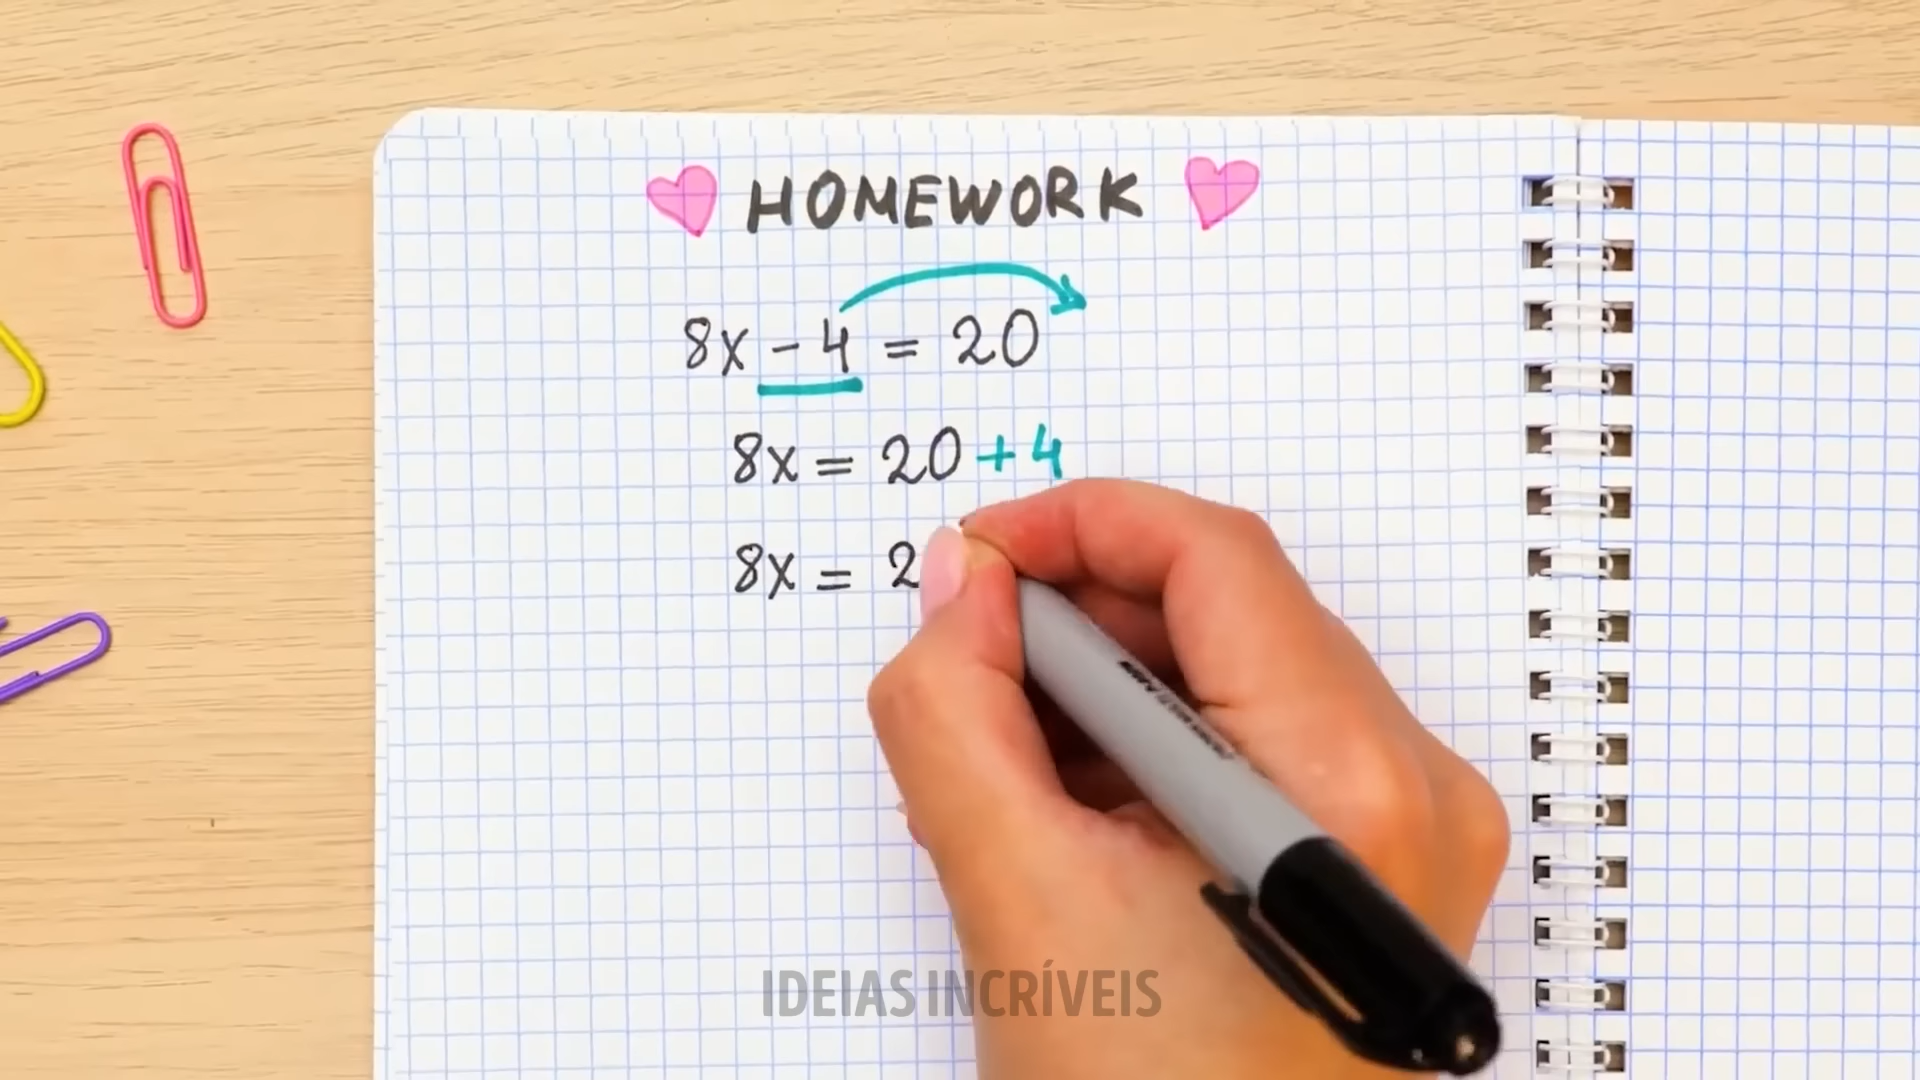 HOMEWORK
8x - 4 = 20
8x = 20 + 4
8x = 2
IDEIAS INCRÍVEIS